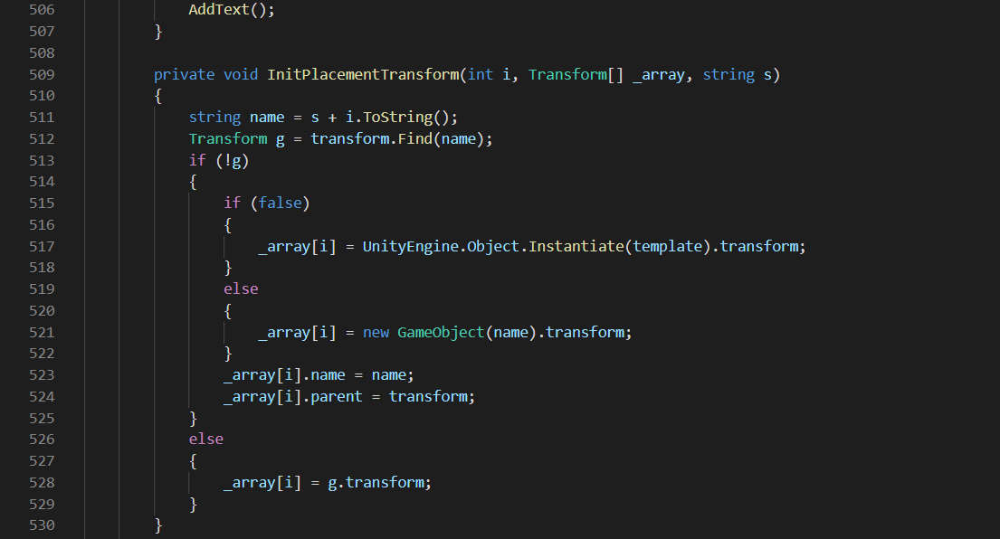 506 AddText();
507 }
508
509 private void InitPlacementTransform(int i, Transform[] _array, string s)
510 {
511 string name = s + i.ToString();
512 Transform g = transform.Find(name);
513 if (!g)
514 {
515 if (false)
516 {
517 _array[i] = UnityEngine.Object.Instantiate(template).transform;
518 }
519 else
520 {
521 _array[i] = new GameObject(name).transform;
522 }
523 _array[i].name = name;
524 _array[i].parent = transform;
525 }
526 else
527 {
528 _array[i] = g.transform;
529 }
530 }